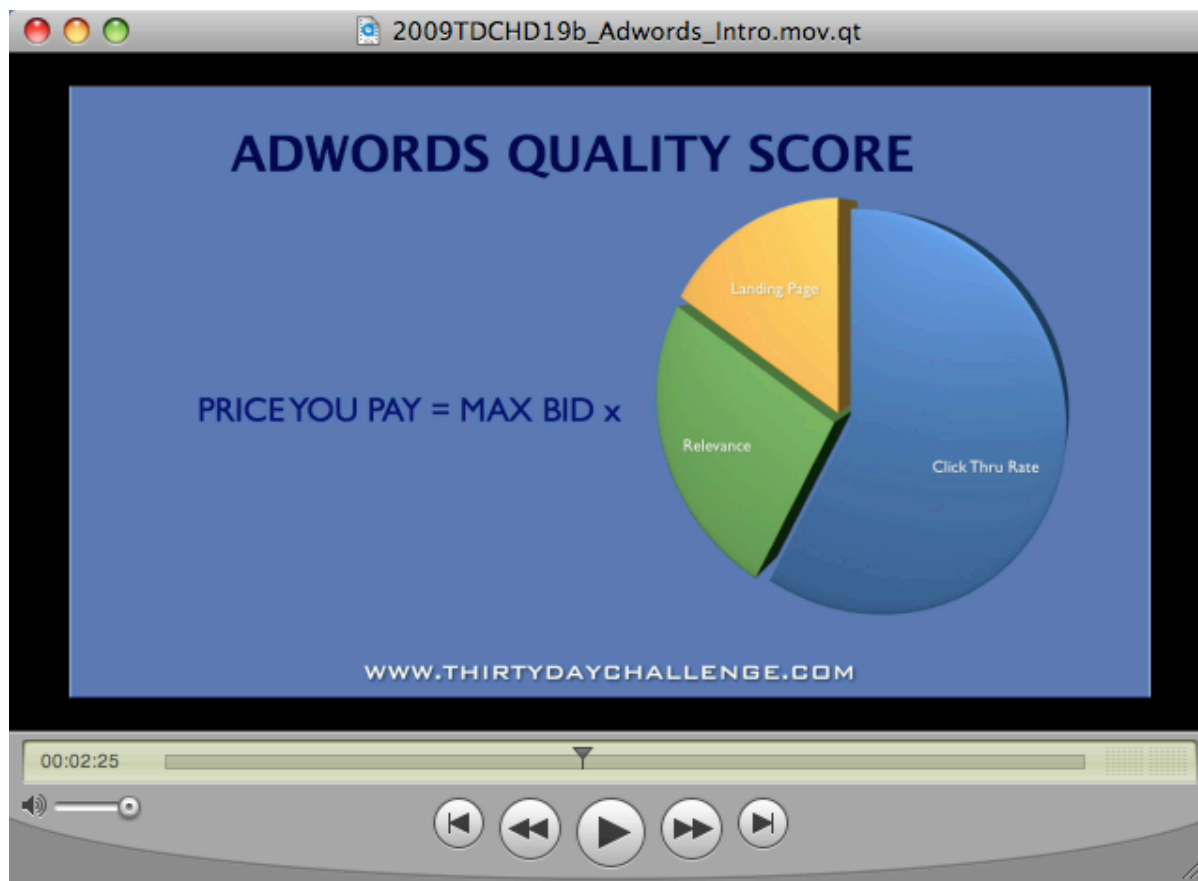 2009TDCHD19b_Adwords_Intro.mov.qt
ADWORDS QUALITY SCORE
Landing Page
PRICE YOU PAY = MAX BID x
Relevance
Click Thru Rate
WWW.THIRTYDAYCHALLENGE.COM
00:02:25